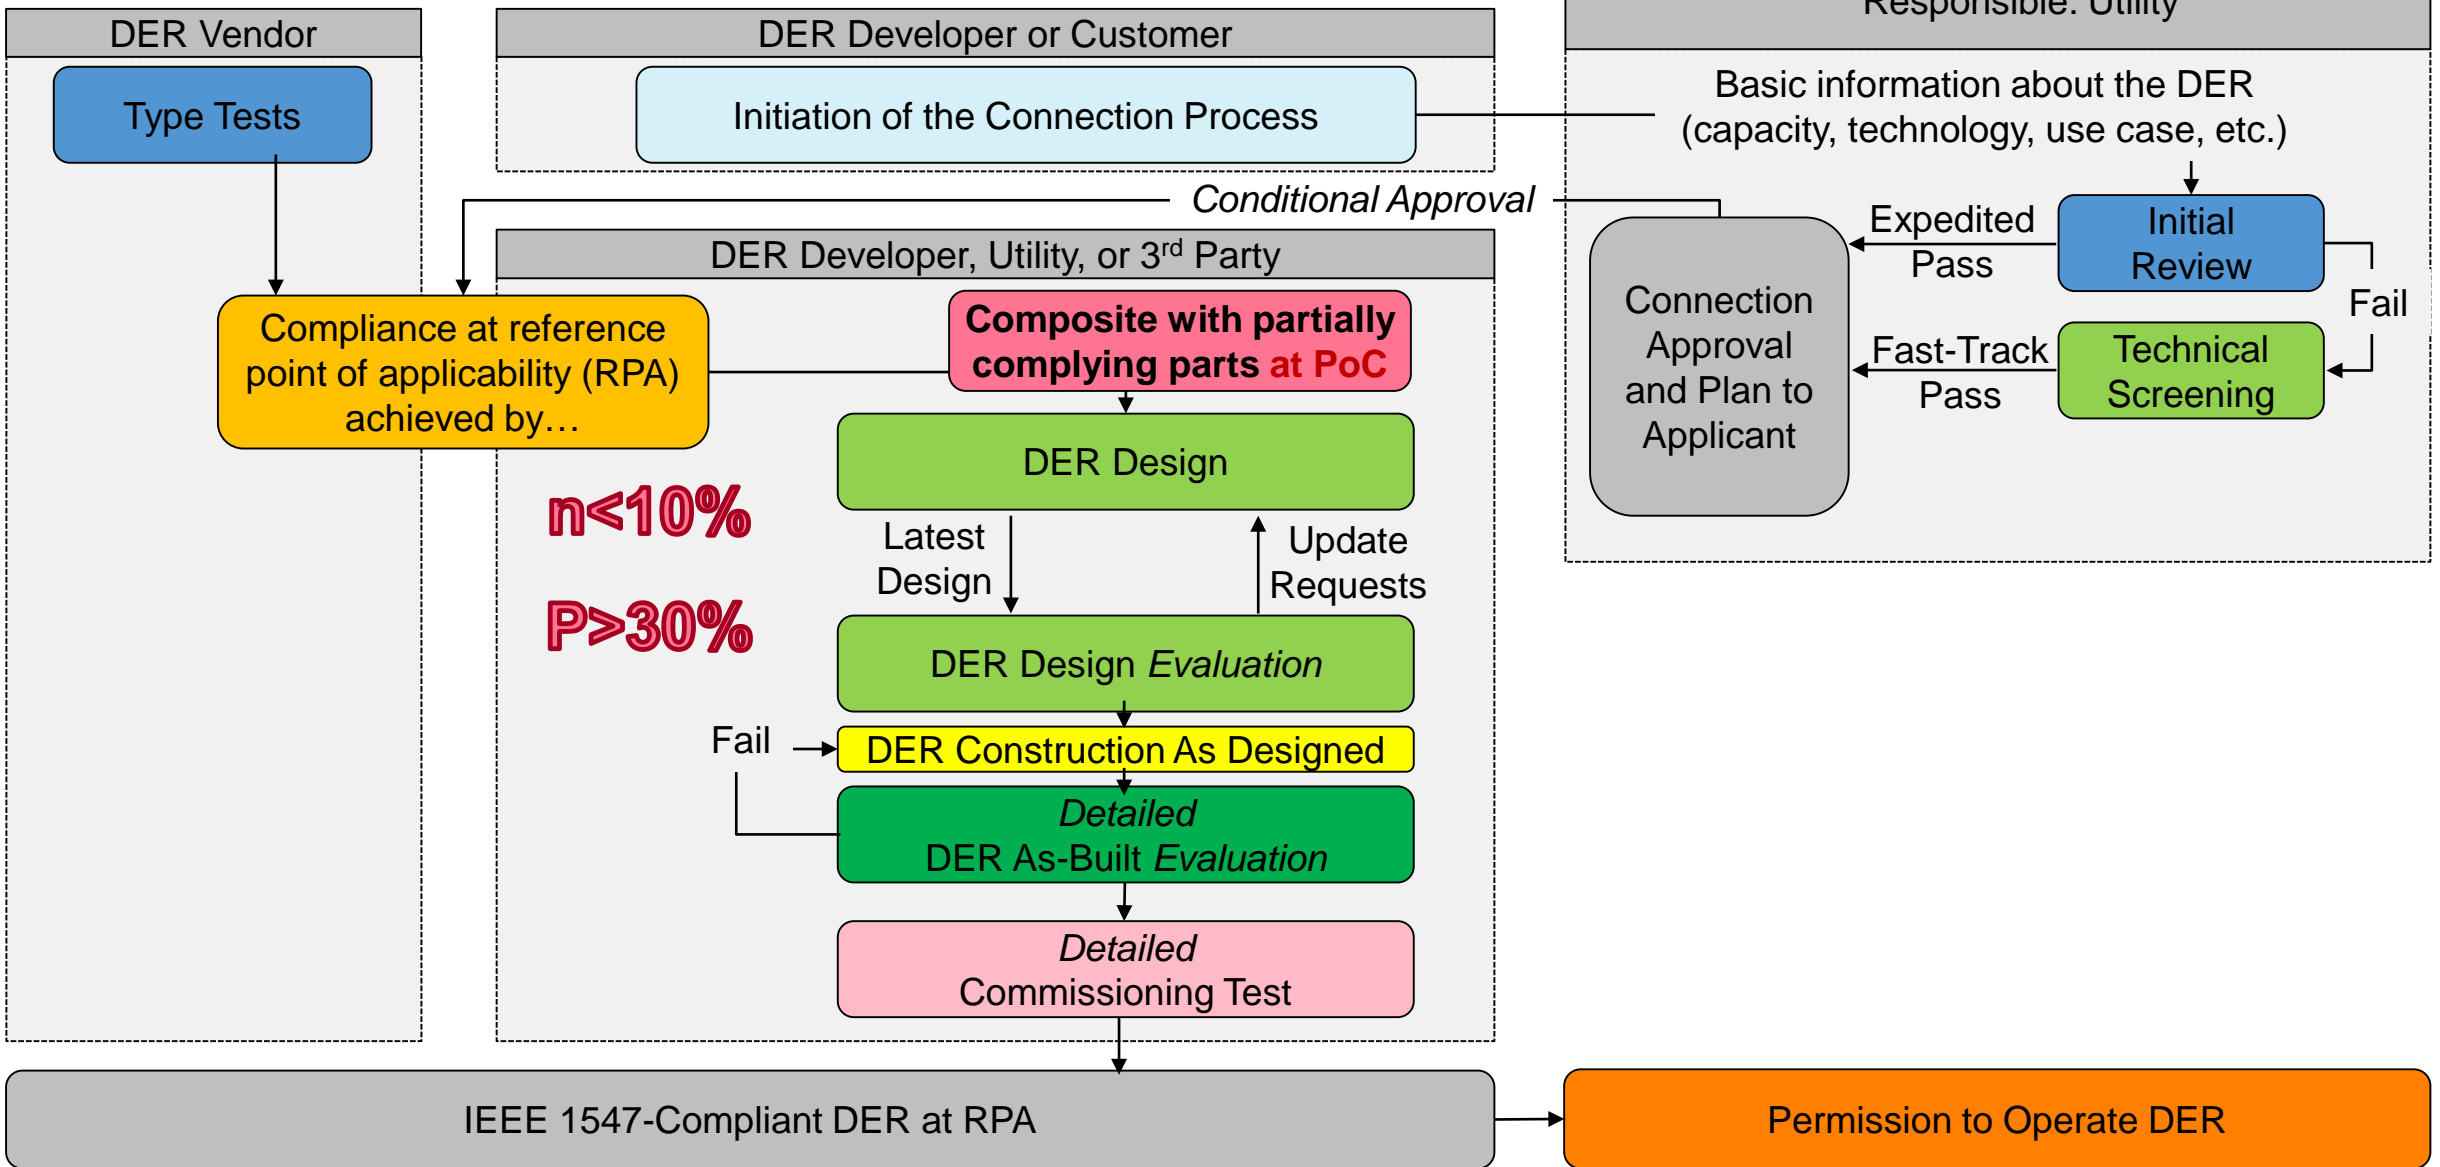 DER Vendor
Type Tests
DER Developer or Customer
Initiation of the Connection Process
Responsible: Utility
Basic information about the DER
(capacity, technology, use case, etc.)
Conditional Approval
Initial
Review
Expedited
Pass
Fail
Technical
Screening
Fast-Track
Pass
Connection
Approval
and Plan to
Applicant
DER Developer, Utility, or 3rd Party
Compliance at reference
point of applicability (RPA)
achieved by…
Composite with partially
complying parts at PoC
DER Design
n<10%
P>30%
Latest
Design
Update
Requests
DER Design Evaluation
Fail
DER Construction As Designed
Detailed
DER As-Built Evaluation
Detailed
Commissioning Test
IEEE 1547-Compliant DER at RPA
Permission to Operate DER